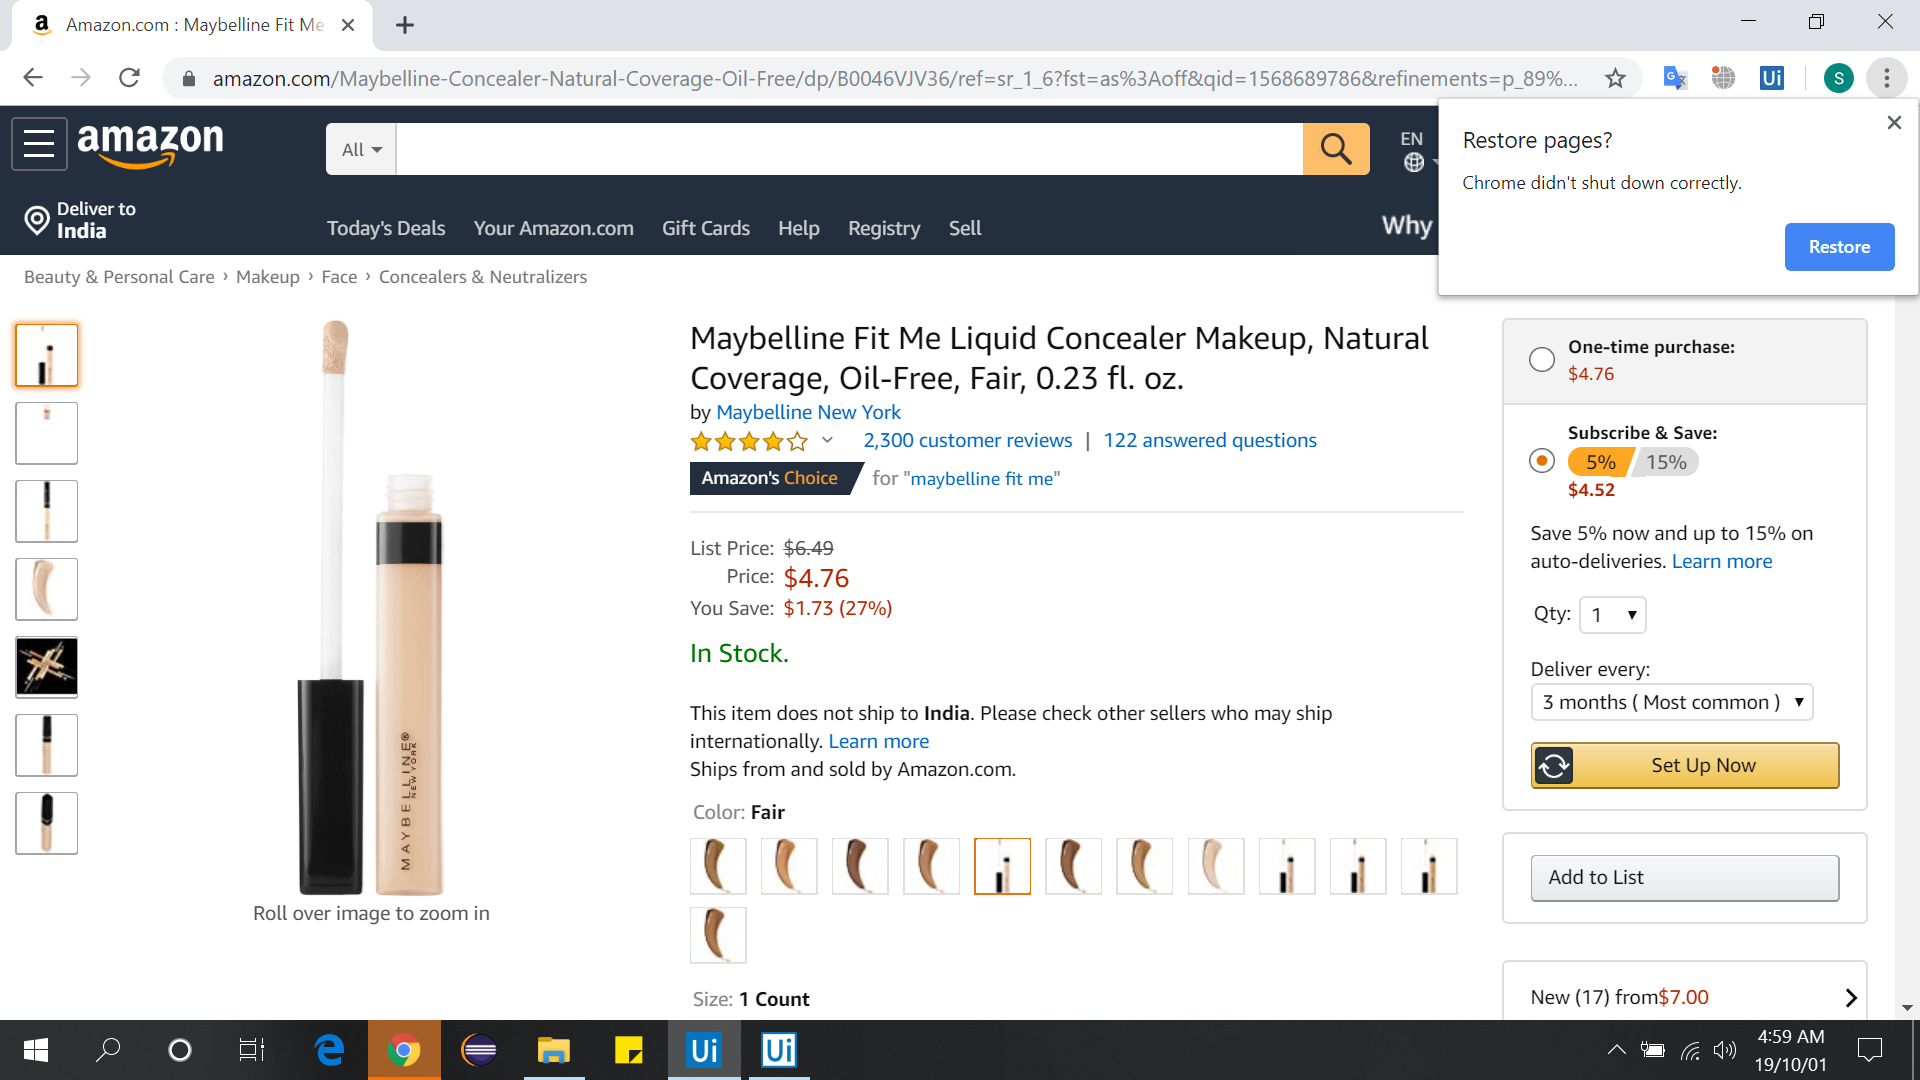 Amazon.com : Maybelline Fit Me
amazon.com/Maybelline-Concealer-Natural-Coverage-Oil-Free/dp/B0046VJV36/ref=sr_1_6?fst=as%3Aoff&qid=1568689786&refinements=p_89%...
Ui
S
Restore pages?
Chrome didn't shut down correctly.
Restore
amazon
All
EN
Deliver to
India
Today's Deals
Your Amazon.com
Gift Cards
Help
Registry
Sell
Why
Beauty & Personal Care › Makeup › Face › Concealers & Neutralizers
MAYBELLINE®
NEW YORK
Roll over image to zoom in
Maybelline Fit Me Liquid Concealer Makeup, Natural
Coverage, Oil-Free, Fair, 0.23 fl. oz.
by Maybelline New York
2,300 customer reviews | 122 answered questions
Amazon's Choice for "maybelline fit me"
List Price: $6.49
Price: $4.76
You Save: $1.73 (27%)
In Stock.
This item does not ship to India. Please check other sellers who may ship
internationally. Learn more
Ships from and sold by Amazon.com.
Color: Fair
Size: 1 Count
One-time purchase:
$4.76
Subscribe & Save:
5% 15%
$4.52
Save 5% now and up to 15% on
auto-deliveries. Learn more
Qty: 1
Deliver every:
3 months ( Most common )
Set Up Now
Add to List
New (17) from$7.00
Ui
Ui
4:59 AM
19/10/01